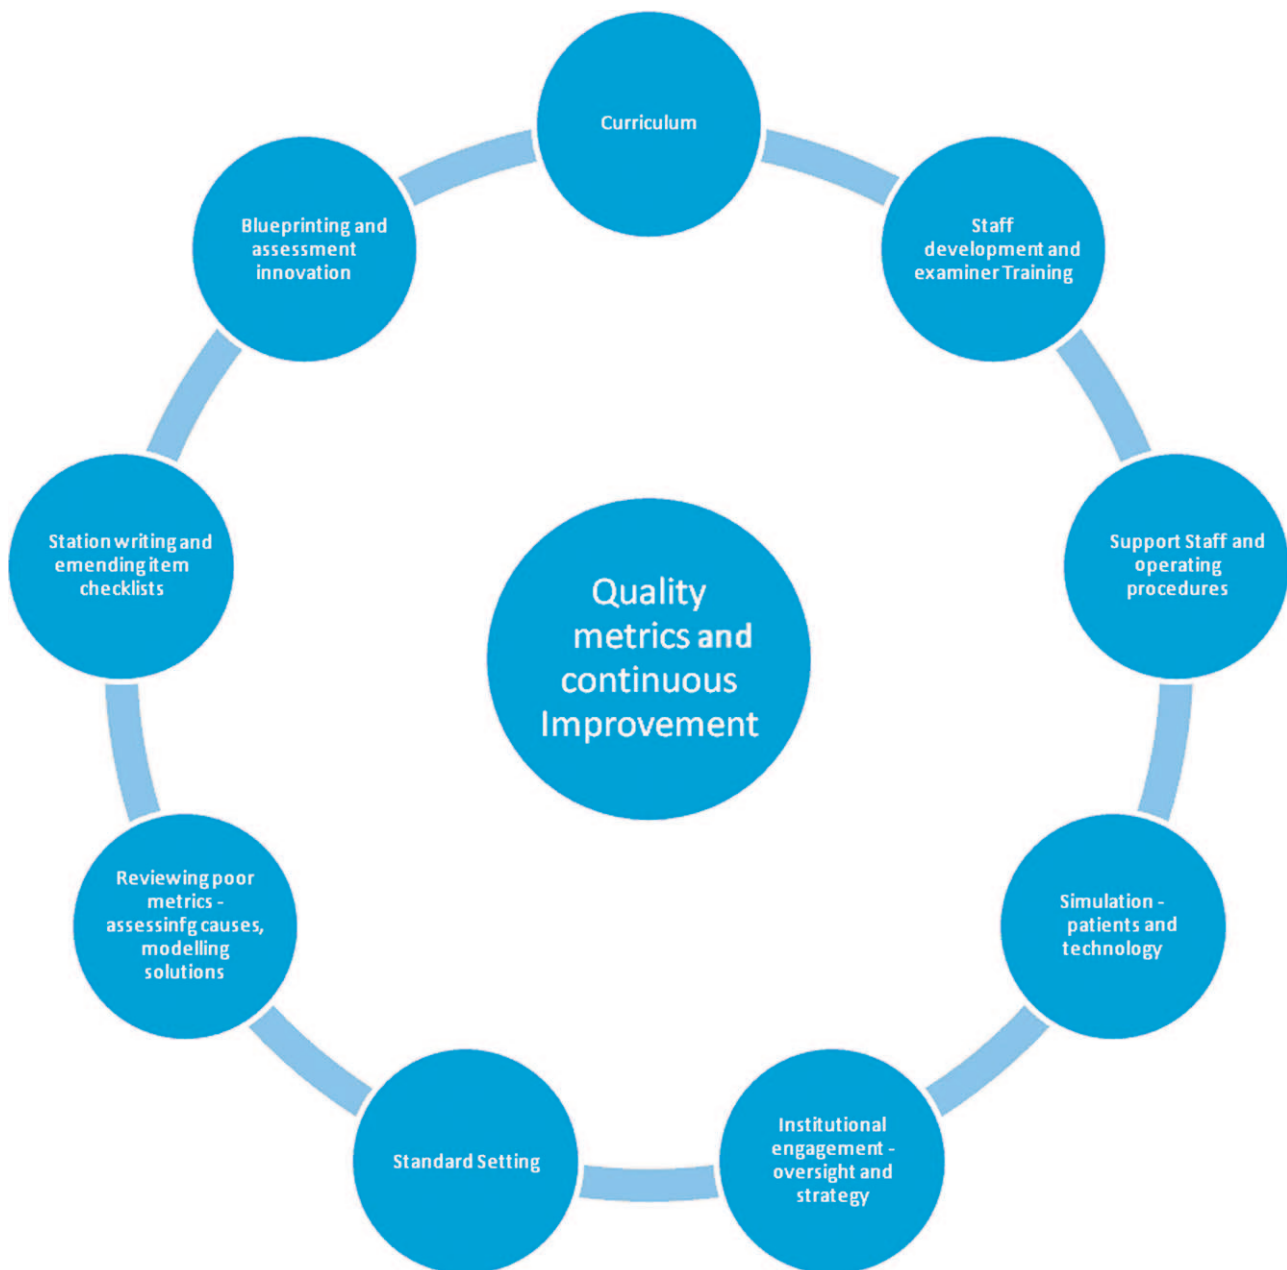 Curriculum
Staff
development and
examiner Training
Support Staff and
operating
procedures
Simulation -
patients and
technology
Institutional
engagement -
oversight and
strategy
Standard Setting
Reviewing poor
metrics -
assessinfg causes,
modelling
solutions
Station writing and
emending item
checklists
Blueprinting and
assessment
innovation
Quality
metrics and
continuous
Improvement